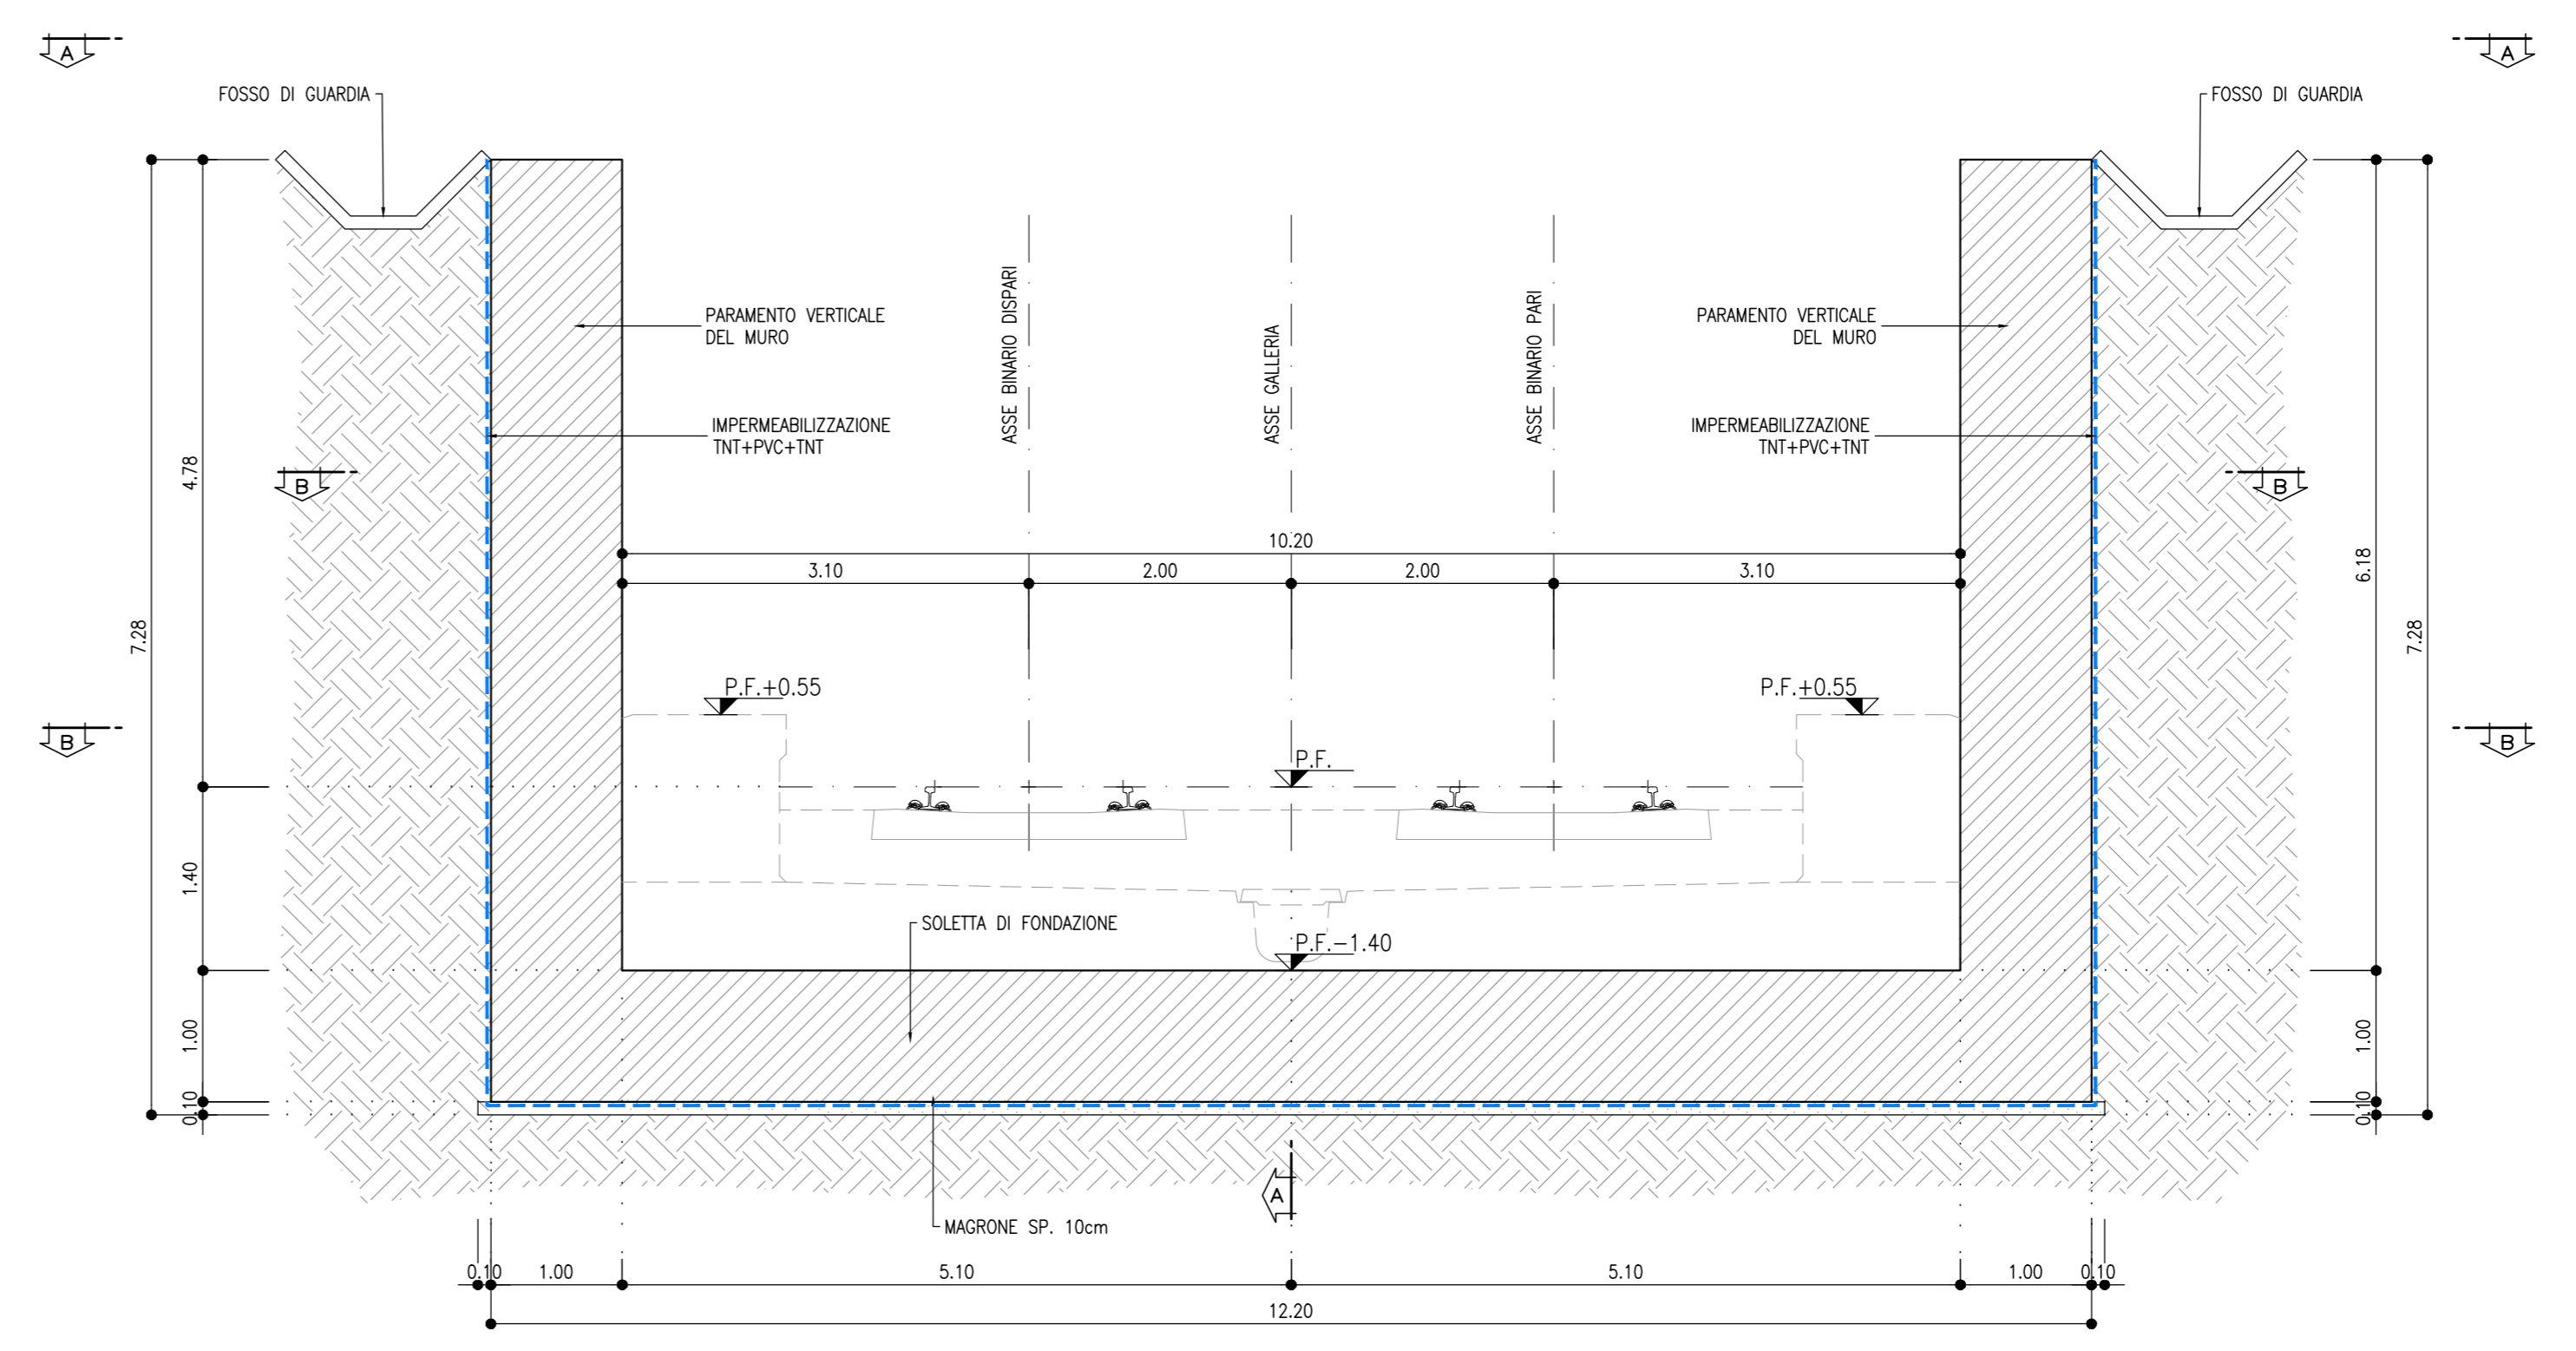 A
A
FOSSO DI GUARDIA
FOSSO DI GUARDIA
ASSE BINARIO DISPARI
ASSE GALLERIA
ASSE BINARIO PARI
PARAMENTO VERTICALE
DEL MURO
PARAMENTO VERTICALE
DEL MURO
IMPERMEABILIZZAZIONE
TNT+PVC+TNT
IMPERMEABILIZZAZIONE
TNT+PVC+TNT
4.78
B
B
10.20
3.10
2.00
2.00
3.10
6.18
7.28
7.28
P.F.+0.55
P.F.+0.55
B
B
P.F.
1.40
SOLETTA DI FONDAZIONE
P.F.-1.40
1.00
1.00
0.10
0.10
A
MAGRONE SP. 10cm
0.10
1.00
5.10
5.10
1.00
0.10
12.20